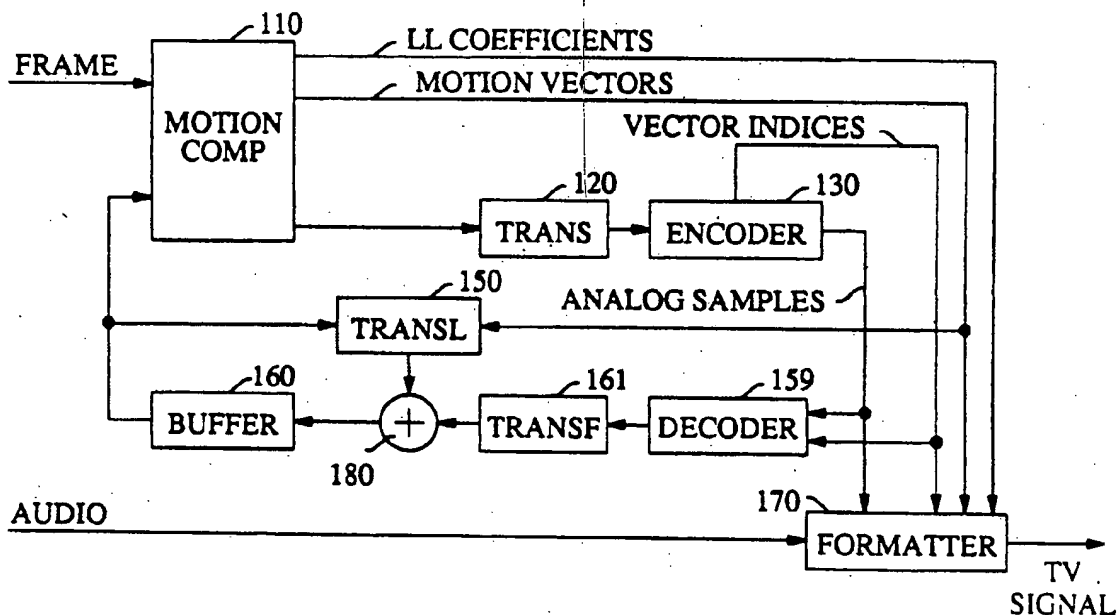 110
LL COEFFICIENTS
FRAME
MOTION VECTORS
MOTION
COMP
VECTOR INDICES
120
130
TRANS
ENCODER
150
ANALOG SAMPLES
TRANSL
160
161
159
BUFFER
+
TRANSF
DECODER
180
170
AUDIO
FORMATTER
TV
SIGNAL